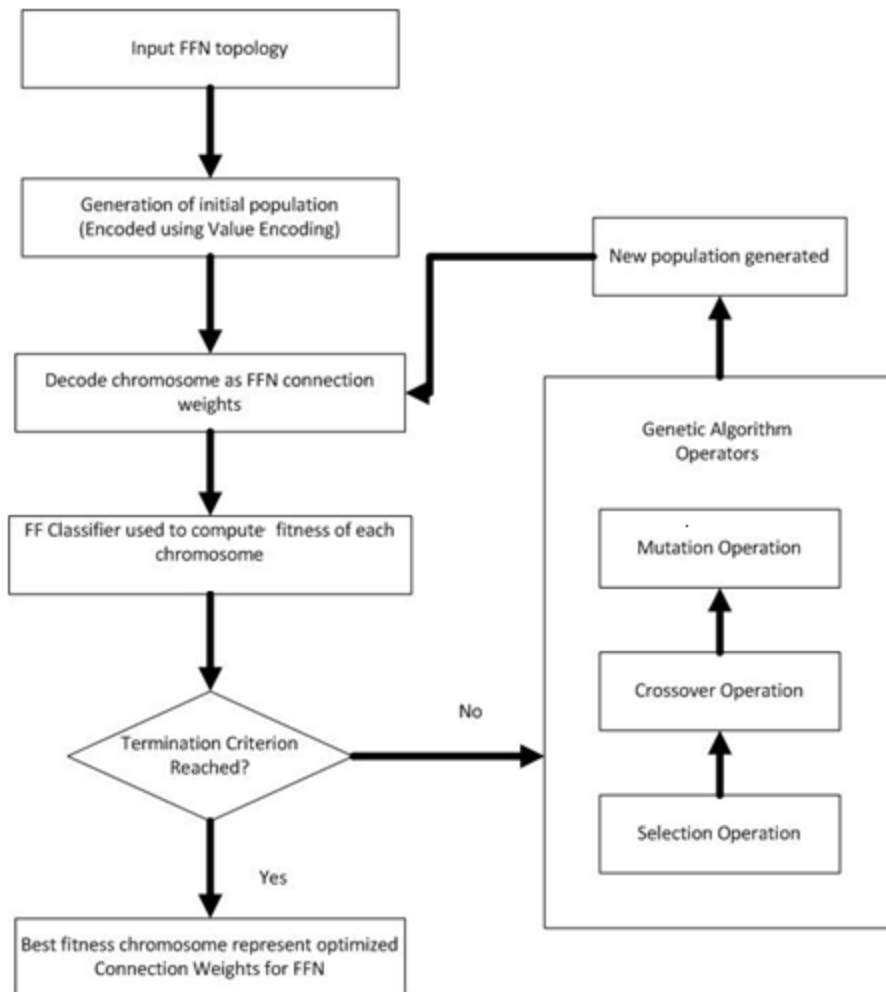 Input FFN topology
Generation of initial population
(Encoded using Value Encoding)
New population generated
Decode chromosome as FFN connection
weights
Genetic Algorithm
Operators
FF Classifier used to compute fitness of each
chromosome
Mutation Operation
Crossover Operation
No
Termination Criterion
Reached?
Selection Operation
Yes
Best fitness chromosome represent optimized
Connection Weights for FFN